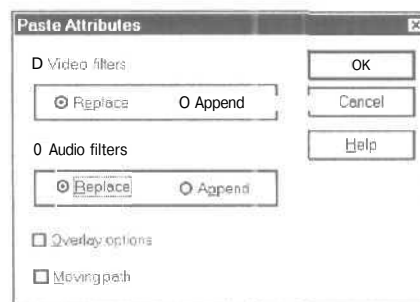 Paste Attributes
D Video filters
Replace O Append
0 Audio filters
Replace Append
Overlay options
Moving path
OK
Cancel
Help